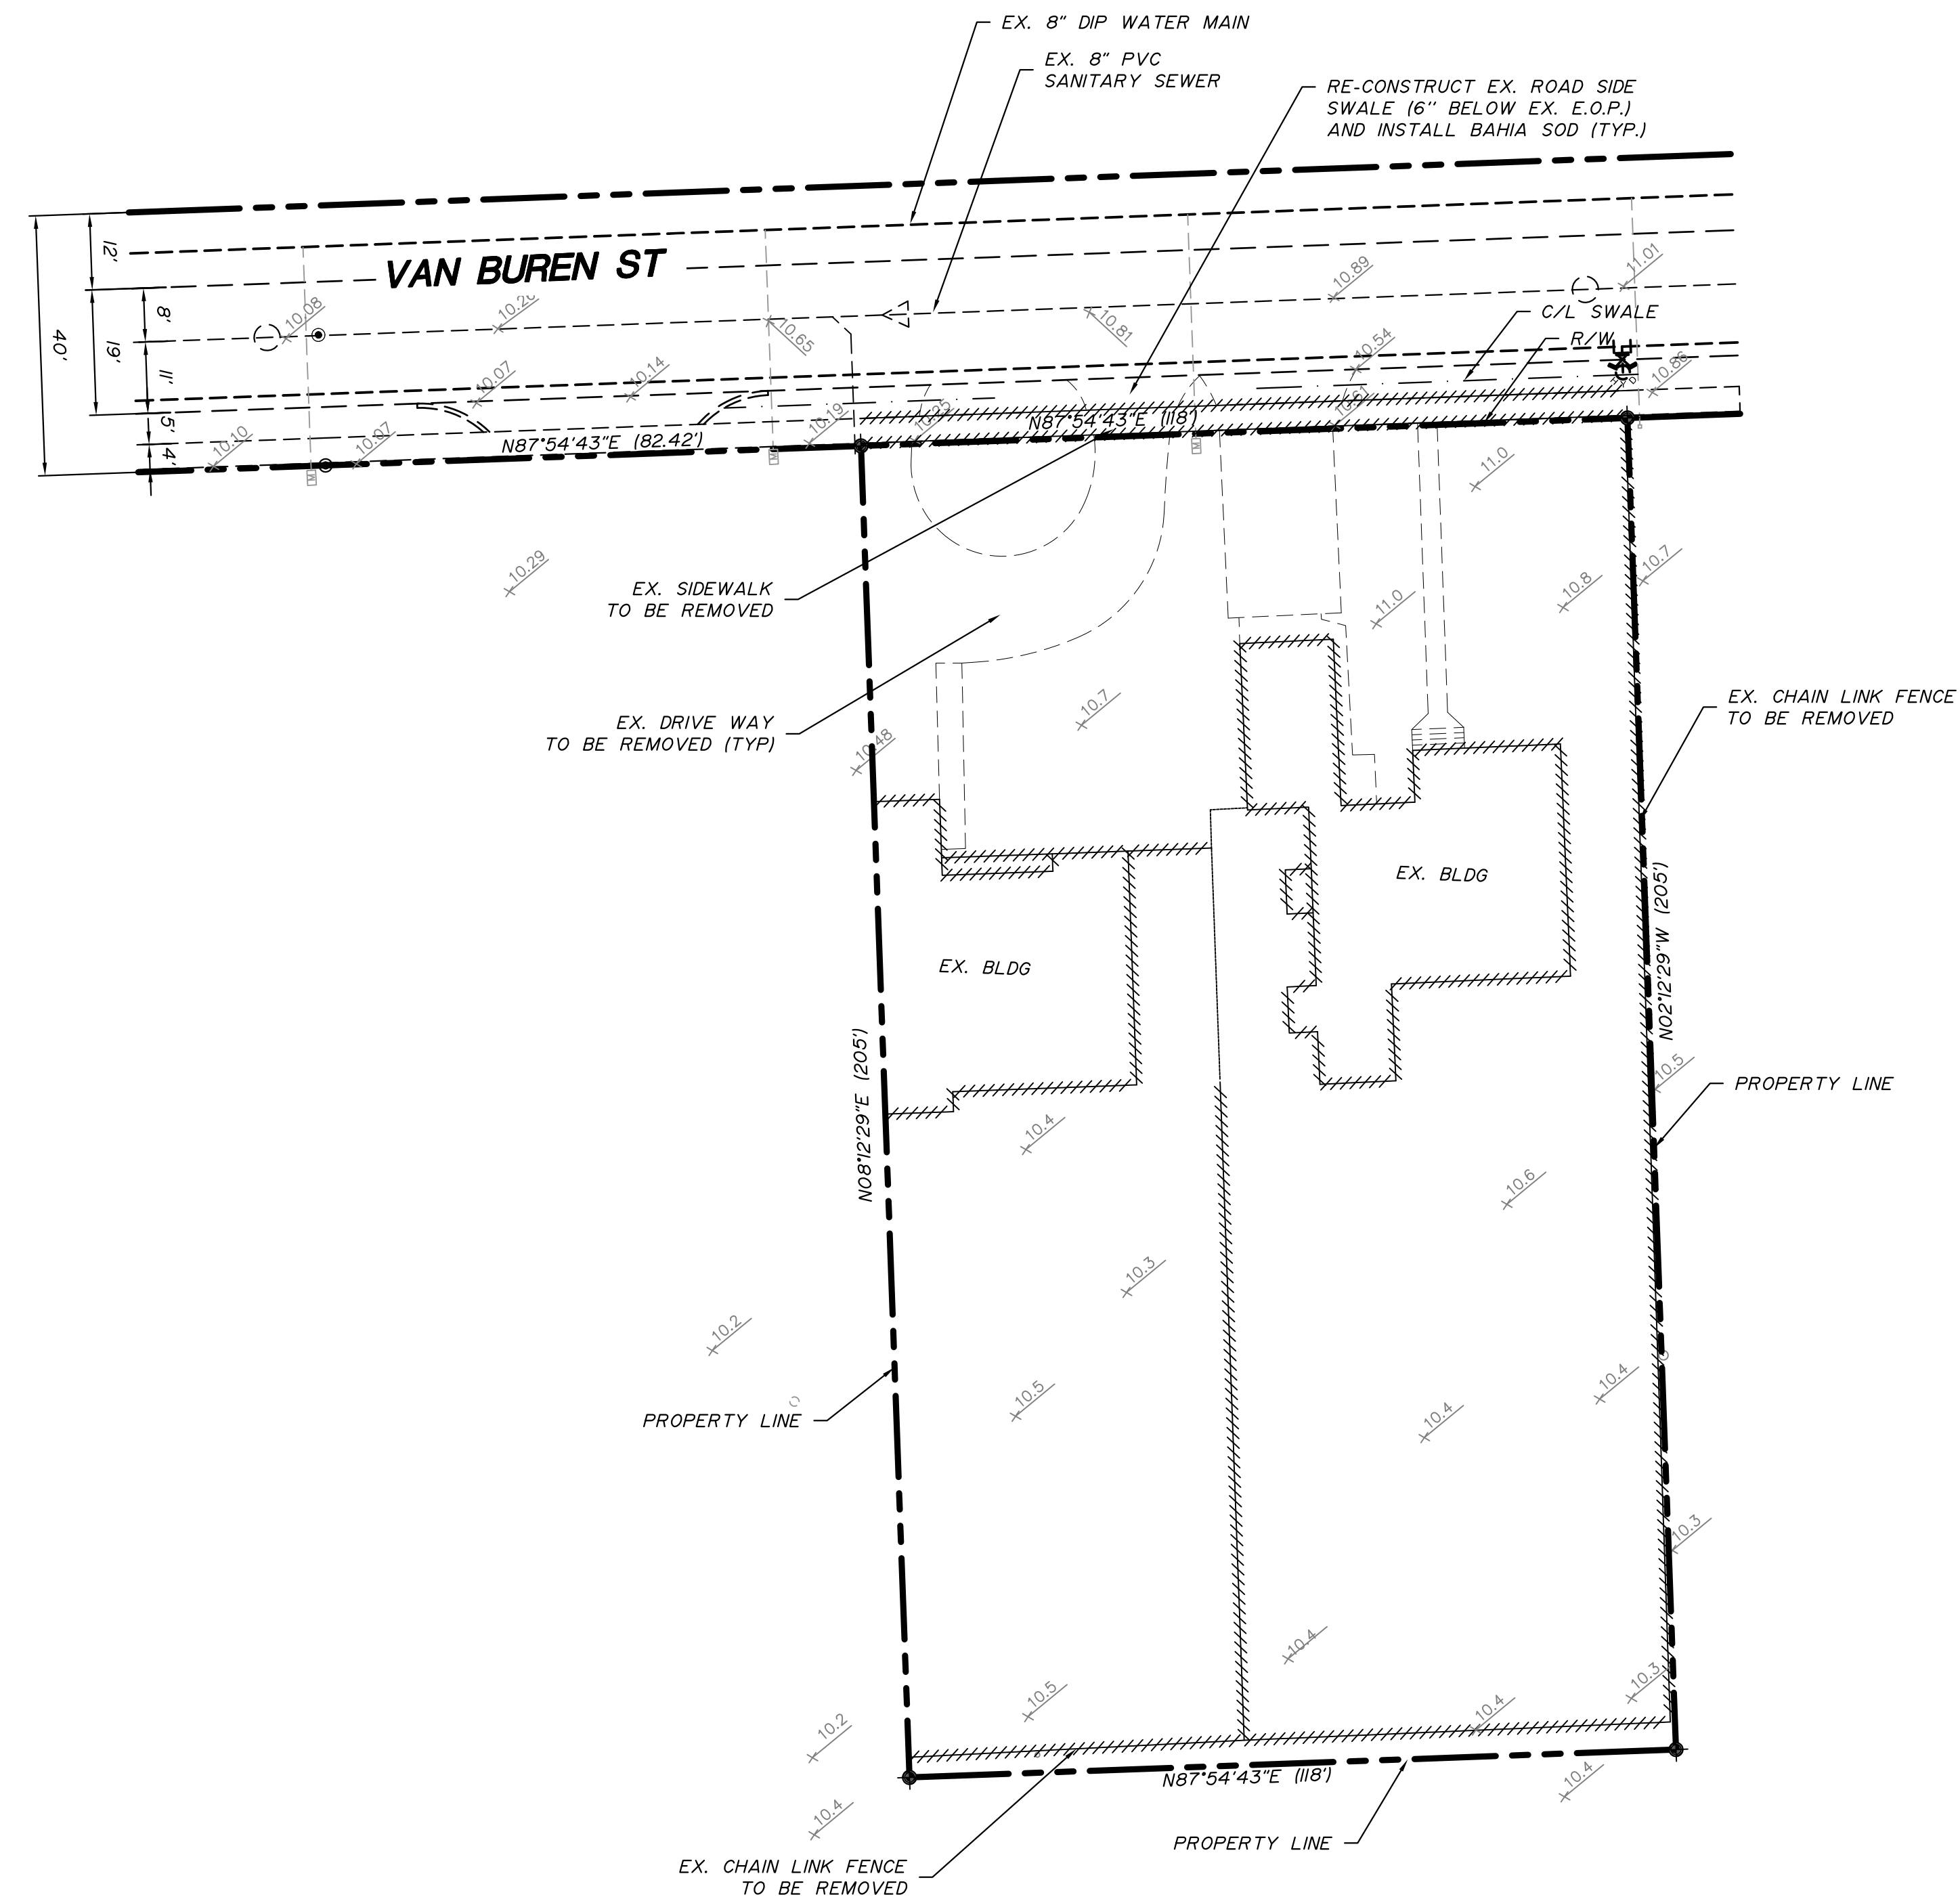 EX. 8" DIP WATER MAIN
EX. 8" PVC
SANITARY SEWER
RE-CONSTRUCT EX. ROAD SIDE
SWALE (6'' BELOW EX. E.O.P.)
AND INSTALL BAHIA SOD (TYP.)
VAN BUREN ST
12'
8'
40'
19'
11'
5'
4'
10.08
10.65
10.81
10.89
11.01
C/L SWALE
R/W
10.07
10.14
10.19
10.25
10.54
10.61
10.86
10.10
10.07
N87°54'43"E (82.42')
N87°54'43"E (118')
11.0
10.29
EX. SIDEWALK
TO BE REMOVED
11.0
10.8
10.7
EX. DRIVE WAY
TO BE REMOVED (TYP)
10.7
10.48
EX. CHAIN LINK FENCE
TO BE REMOVED
EX. BLDG
EX. BLDG
N02°12'29"W (205')
N08°12'29"E (205')
10.5
PROPERTY LINE
10.4
10.6
10.3
10.2
10.5
10.4
10.4
PROPERTY LINE
10.3
10.4
10.5
10.4
10.3
10.2
N87°54'43"E (118')
10.4
10.4
PROPERTY LINE
EX. CHAIN LINK FENCE
TO BE REMOVED